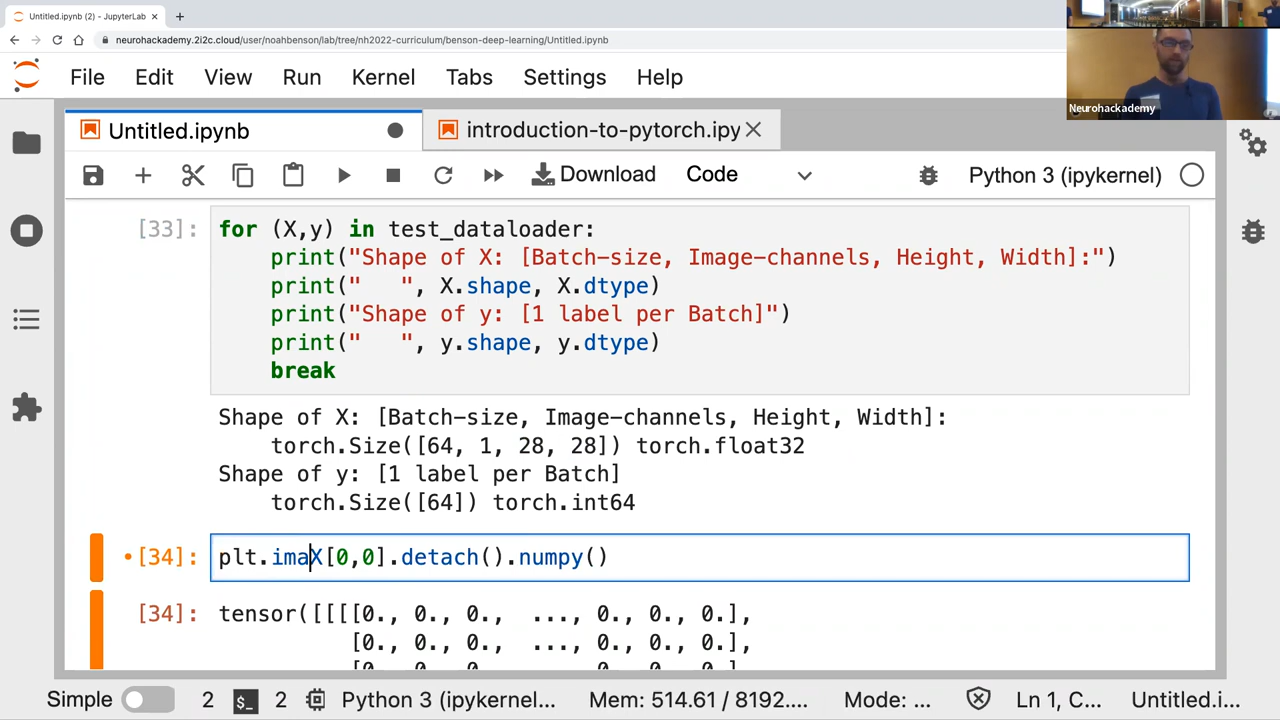 Untitled.ipynb (2) - JupyterLab
neurohackademy.2i2c.cloud/user/noahbenson/lab/tree/nh2022-curriculum/benson-deep-learning/Untitled.ipynb
File Edit View Run Kernel Tabs Settings Help
Neurohackademy
Untitled.ipynb
introduction-to-pytorch.ipy
Download Code Python 3 (ipykernel)
[33]: for (X,y) in test_dataloader:
print("Shape of X: [Batch-size, Image-channels, Height, Width]:")
print("   ", X.shape, X.dtype)
print("Shape of y: [1 label per Batch]")
print("   ", y.shape, y.dtype)
break
Shape of X: [Batch-size, Image-channels, Height, Width]:
torch.Size([64, 1, 28, 28]) torch.float32
Shape of y: [1 label per Batch]
torch.Size([64]) torch.int64
[34]: plt.imaX[0,0].detach().numpy()
[34]: tensor([[[[0., 0., 0., ..., 0., 0., 0.],
[0., 0., 0., ..., 0., 0., 0.],
[0., 0., 0., ..., 0., 0., 0.
Simple 2 $_ 2 Python 3 (ipykernel... Mem: 514.61 / 8192.... Mode: ... Ln 1, C... Untitled.i...